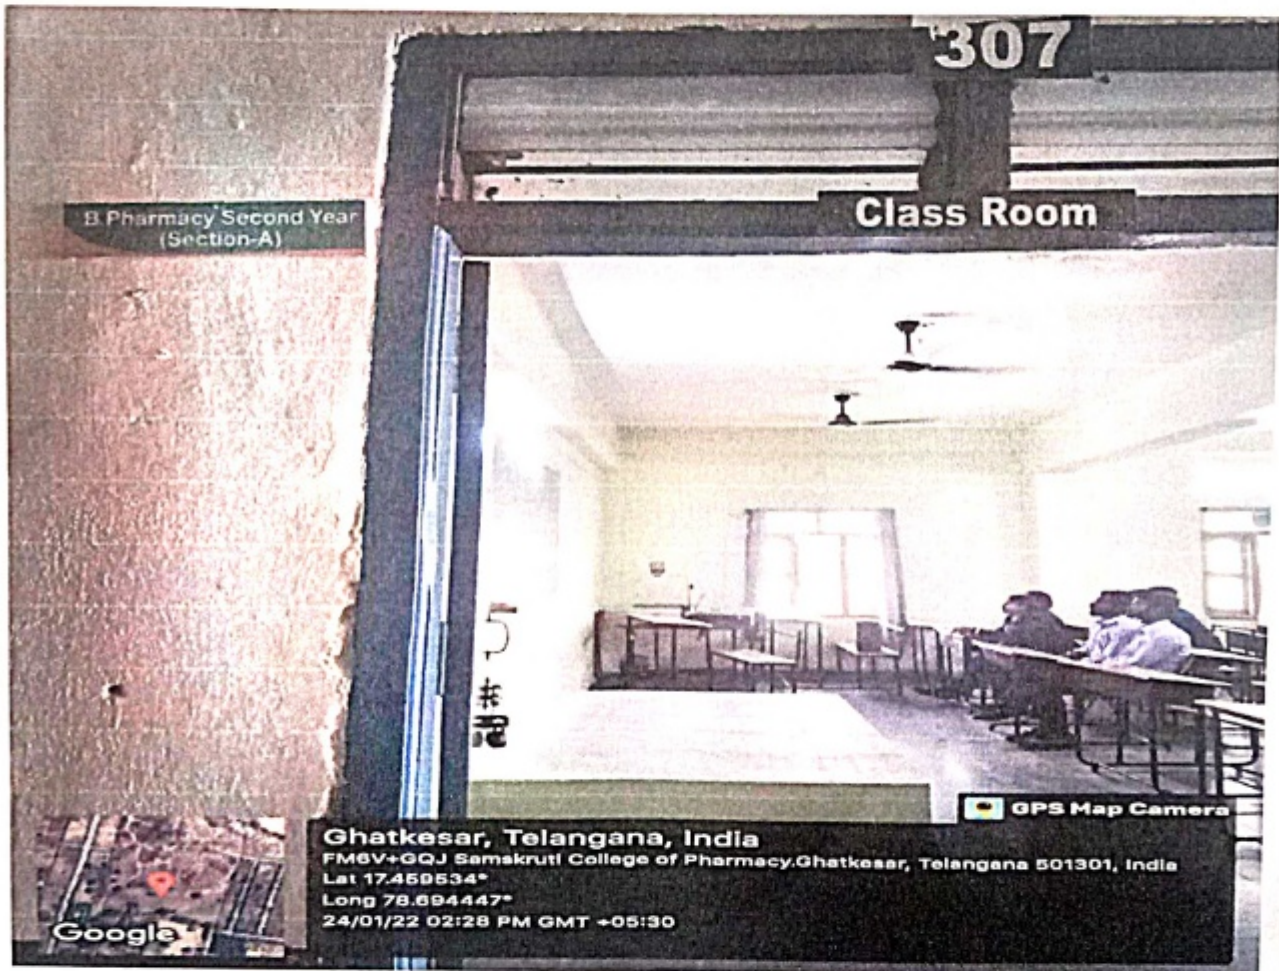 307
Class Room
B Pharmacy Second Year
(Section-A)
GPS Map Camera
Ghatkesar, Telangana, India
FM6V+GQJ Samskruti College of Pharmacy.Ghatkesar, Telangana 501301, India
Lat 17.459534°
Long 78.694447°
24/01/22 02:28 PM GMT +05:30
Google